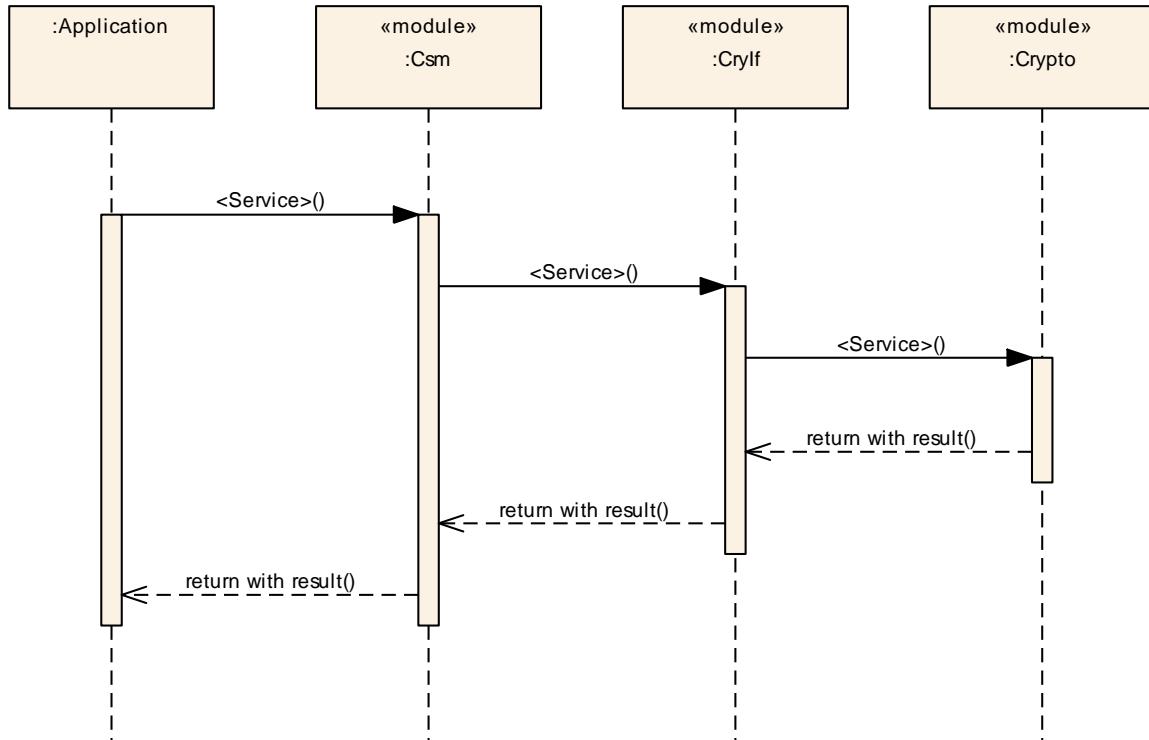 :Application
«module»
:Csm
«module»
:CryIf
«module»
:Crypto
<Service>()
<Service>()
<Service>()
return with result()
return with result()
return with result()